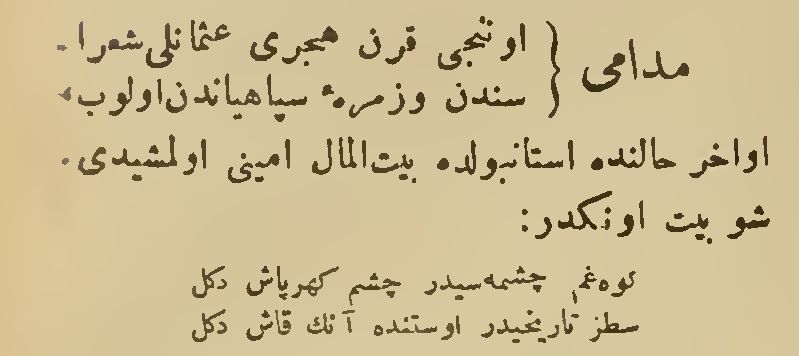 مدامی { اوننجی قرن هجری عثمانلی شعرا.
سندن وزمرهٔ سپاهیاندن اولوب،
اواخر حالنده استانبولده بیت‌المال امینی اولمشیدی.
شو بیت اونکدر:
کوه غم چشمه‌سیدر چشم کهرپاش دکل
سطر تاریخیدر اوستنده آنك قاش دکل